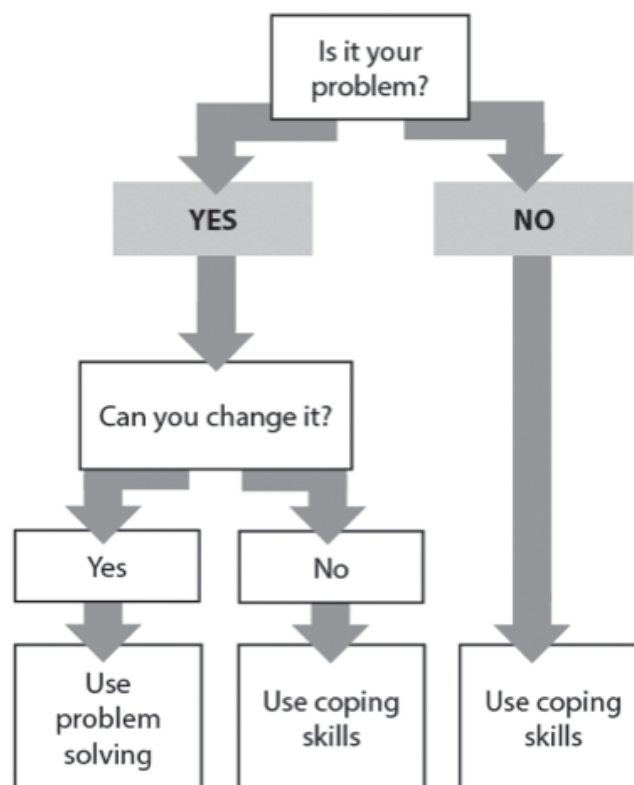 Is it your
problem?
YES
NO
Can you change it?
Yes
No
Use
problem
solving
Use coping
skills
Use coping
skills